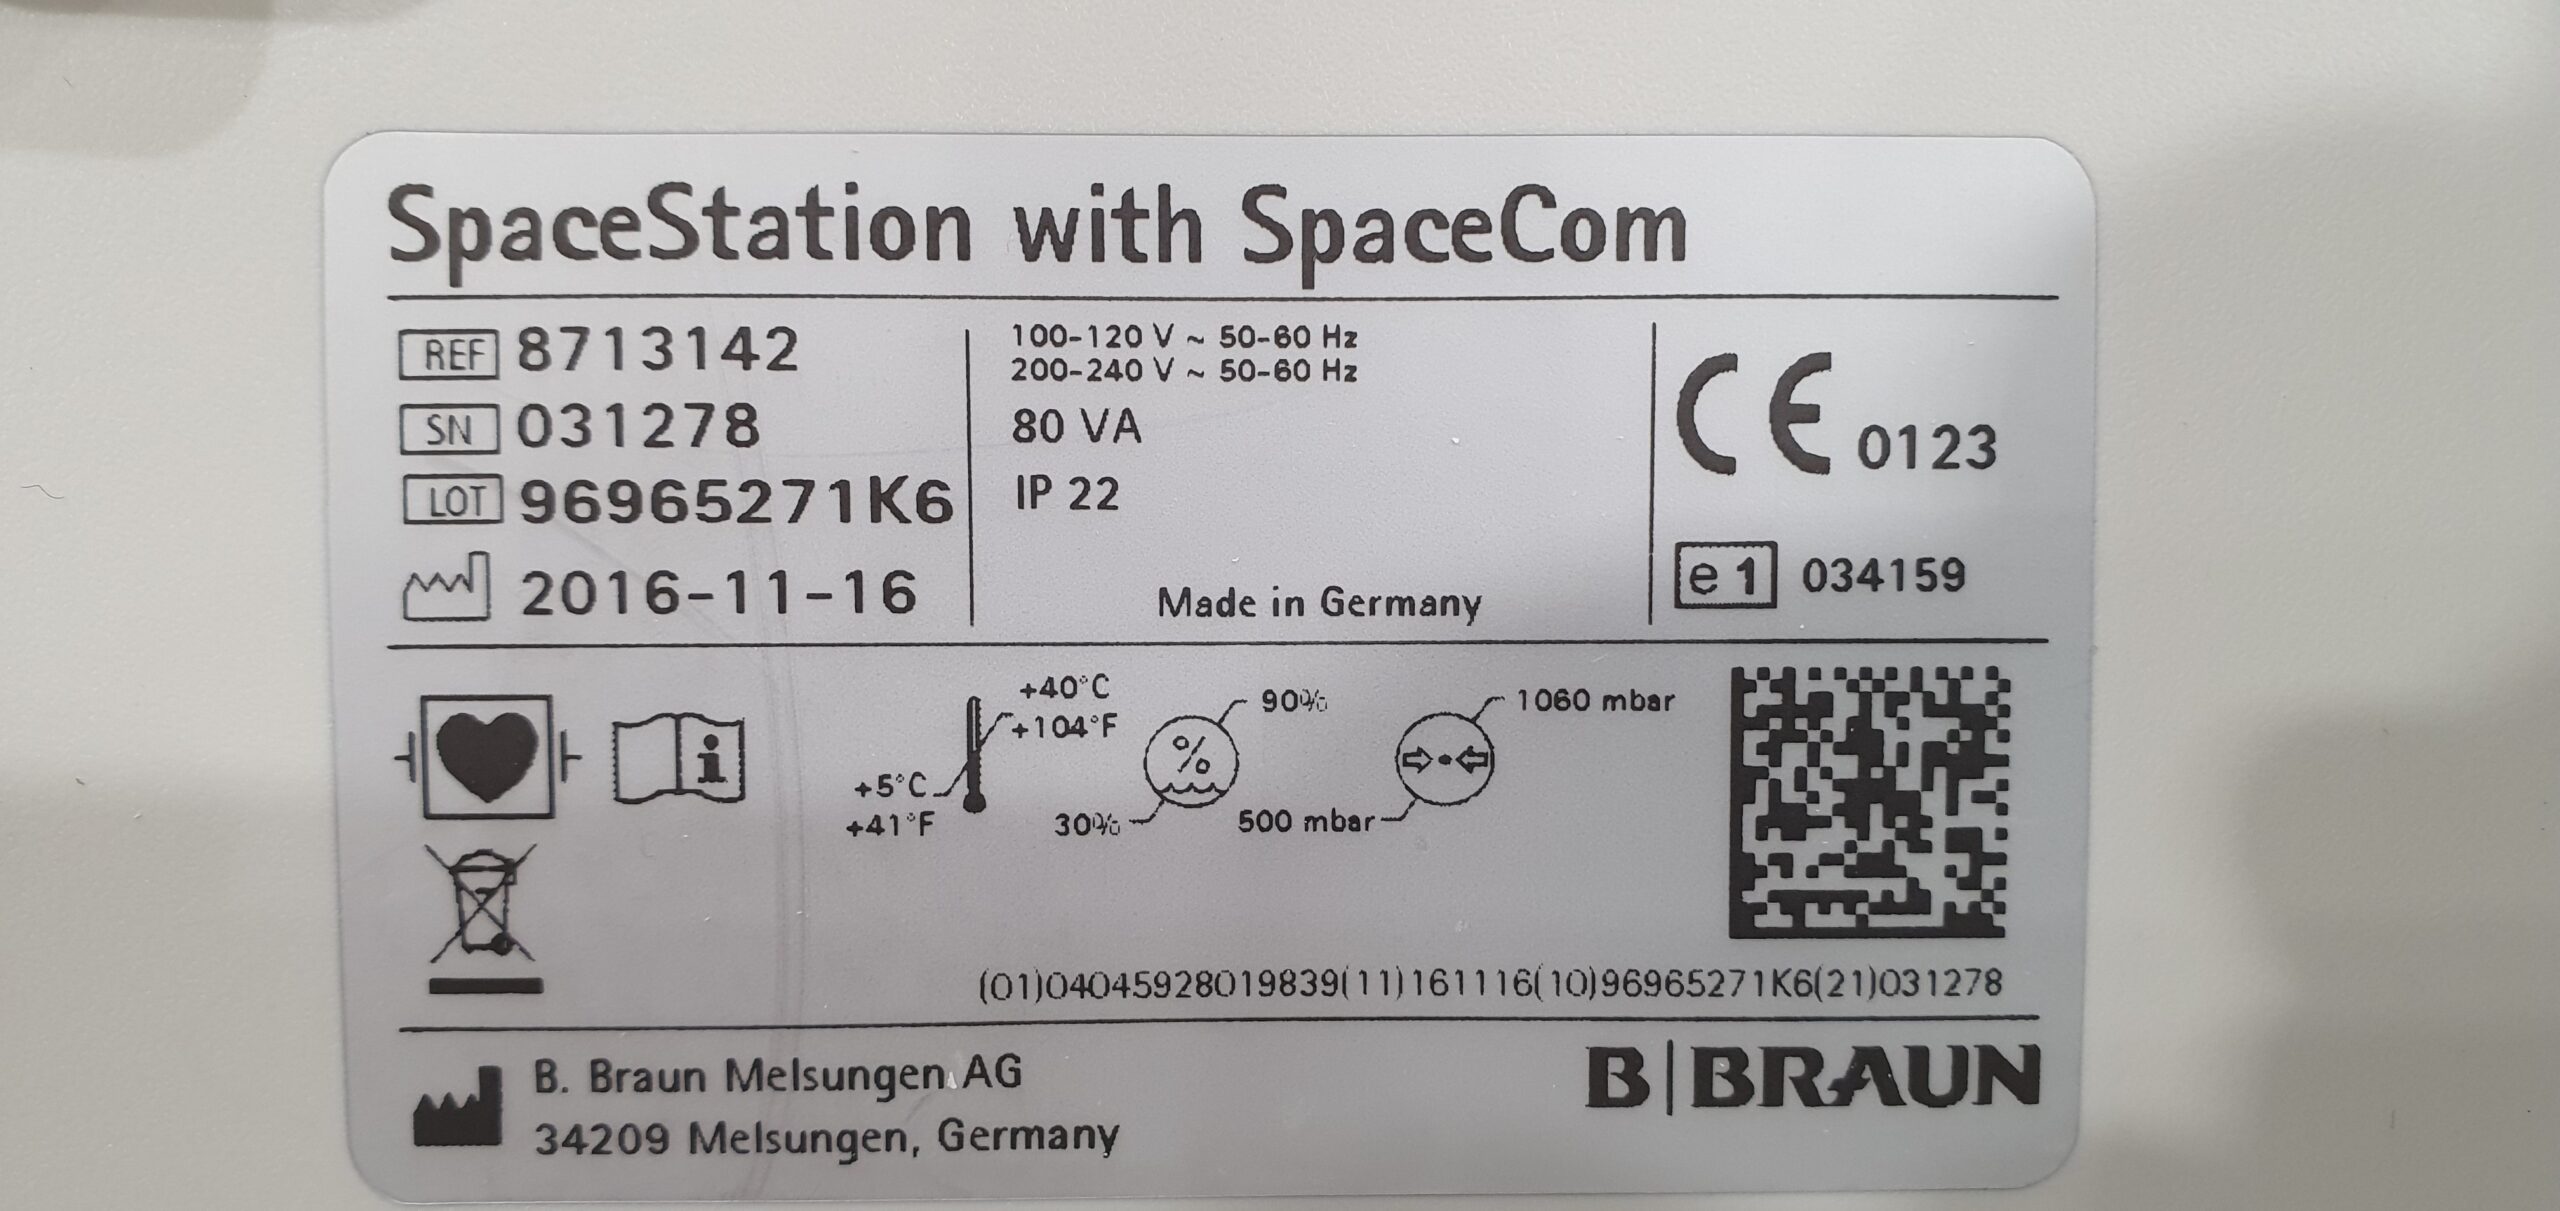 SpaceStation with SpaceCom
REF 8713142
SN 031278
LOT 96965271K6
2016-11-16
100-120 V ~ 50-60 Hz
200-240 V ~ 50-60 Hz
80 VA
IP 22
Made in Germany
CE 0123
e1 034159
i
+40°C
+104°F
+5°C
+41°F
90%
%
30%
1060 mbar
500 mbar
(01)04045928019839(11)161116(10)96965271K6(21)031278
B. Braun Melsungen AG
34209 Melsungen, Germany
B|BRAUN